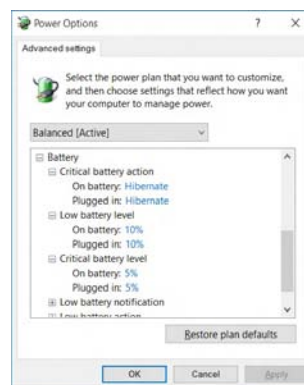 Power Options
Advanced settings
Select the power plan that you want to customize,
and then choose settings that reflect how you want
your computer to manage power.
Balanced [Active]
Battery
Critical battery action
On battery: Hibernate
Plugged in: Hibernate
Low battery level
On battery: 10%
Plugged in: 10%
Critical battery level
On battery: 5%
Plugged in: 5%
Low battery notification
Low battery action
Restore plan defaults
OK Cancel Apply